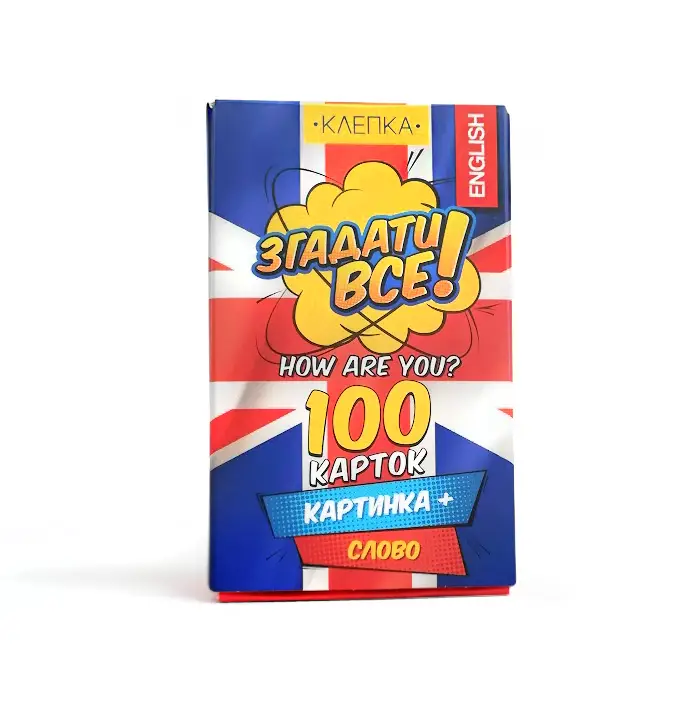 ·КЛЕПКА·
ENGLISH
ЗГАДАТИ
ВСЕ!
HOW ARE YOU?
100
КАРТОК
КАРТИНКА +
СЛОВО